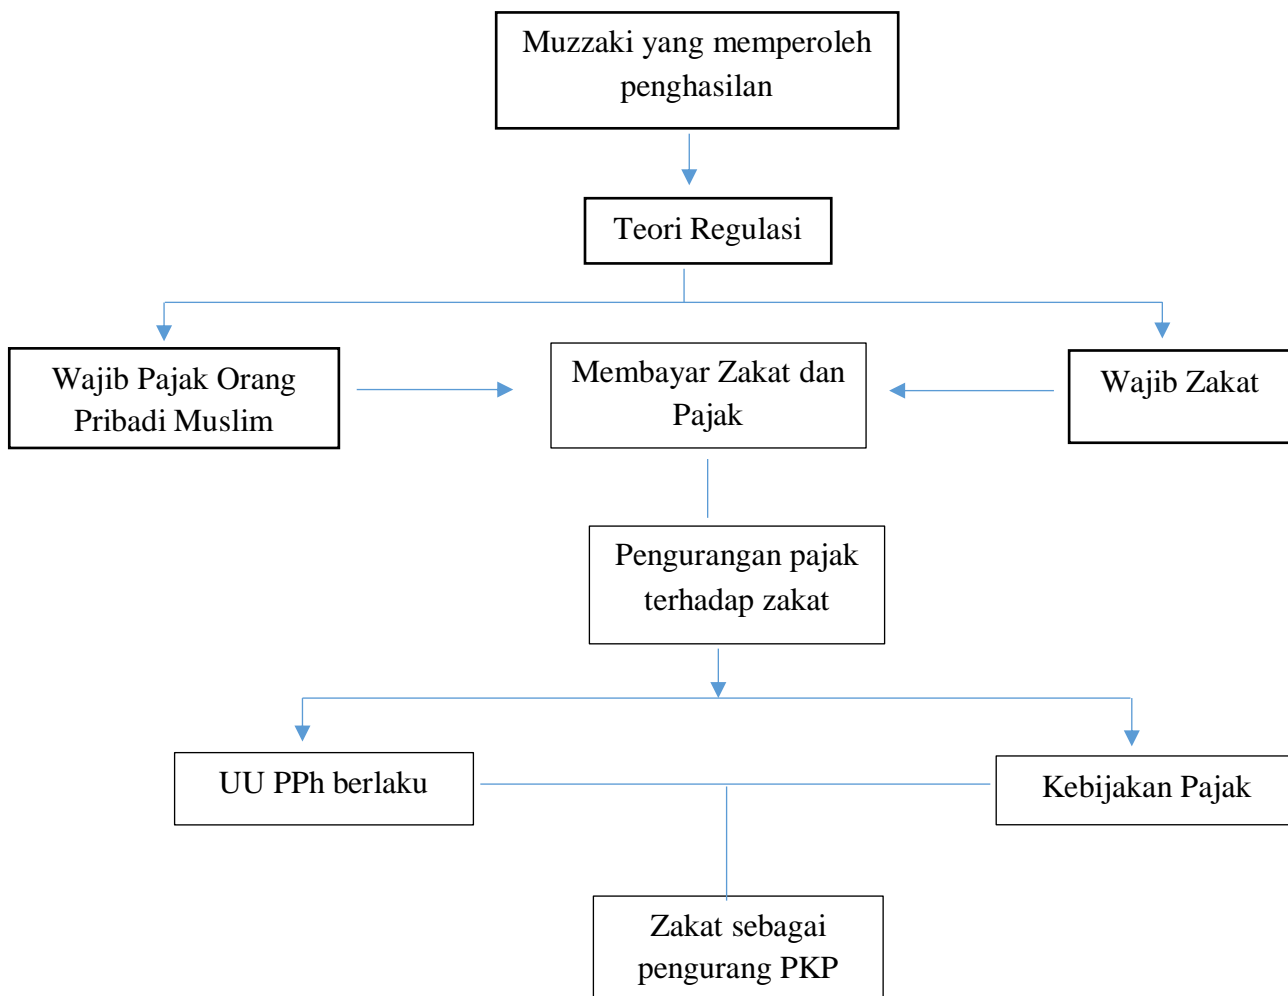 Muzzaki yang memperoleh
penghasilan
Teori Regulasi
Wajib Pajak Orang
Pribadi Muslim
Membayar Zakat dan
Pajak
Wajib Zakat
Pengurangan pajak
terhadap zakat
UU PPh berlaku
Kebijakan Pajak
Zakat sebagai
pengurang PKP